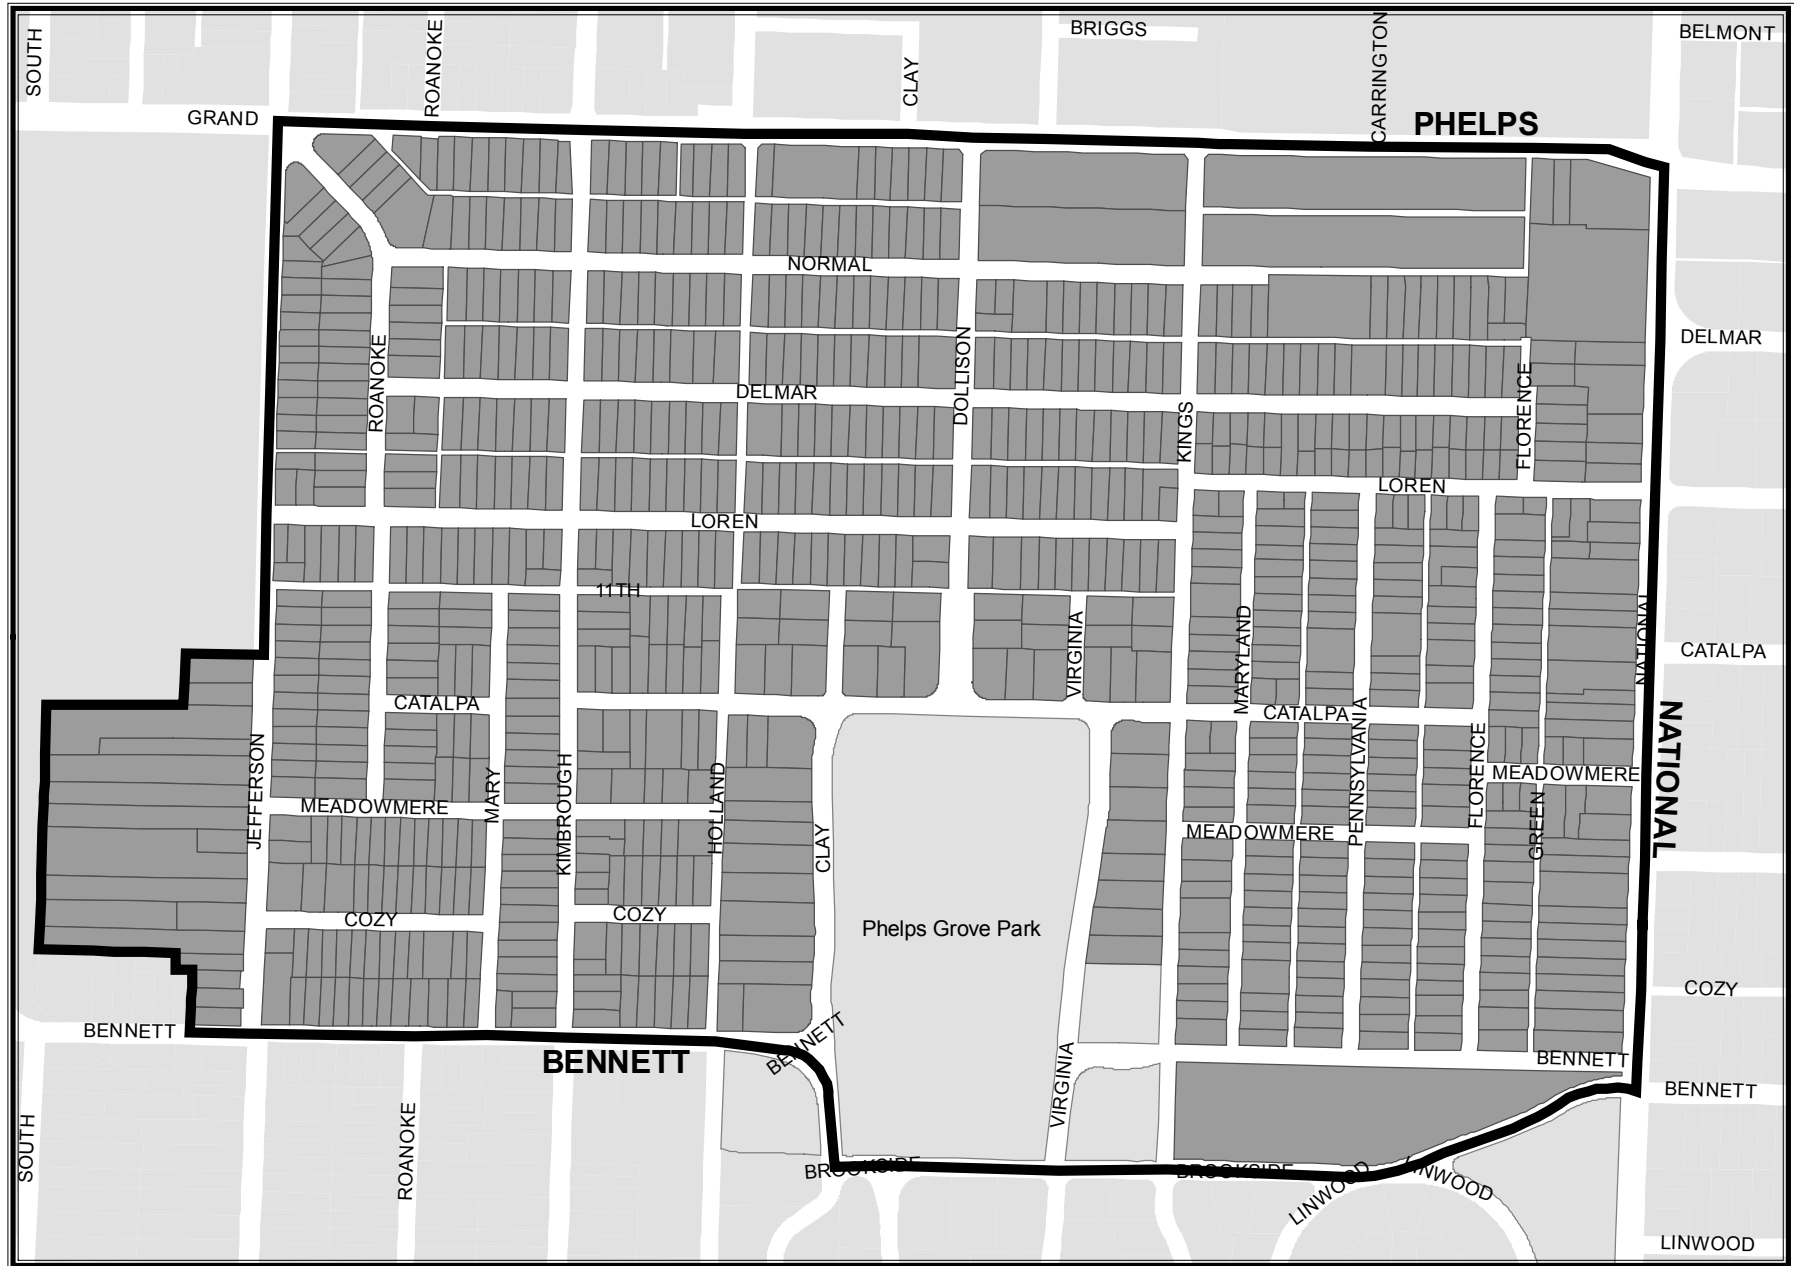 SOUTH
ROANOKE
CLAY
BRIGGS
CARRINGTON
BELMONT
GRAND
PHELPS
NORMAL
ROANOKE
DELMAR
DOLLISON
KINGS
FLORENCE
DELMAR
LOREN
LOREN
11TH
VIRGINIA
MARYLAND
NATIONAL
CATALPA
CATALPA
CATALPA
PENNSYLVANIA
NATIONAL
JEFFERSON
MEADOWMERE
MARY
KIMBROUGH
HOLLAND
CLAY
FLORENCE
MEADOWMERE
MEADOWMERE
GREEN
COZY
COZY
Phelps Grove Park
COZY
BENNETT
BENNETT
BENNETT
VIRGINIA
BENNETT
BENNETT
SOUTH
ROANOKE
BROOKSIDE
BROOKSIDE
LINWOOD
LINWOOD
LINWOOD